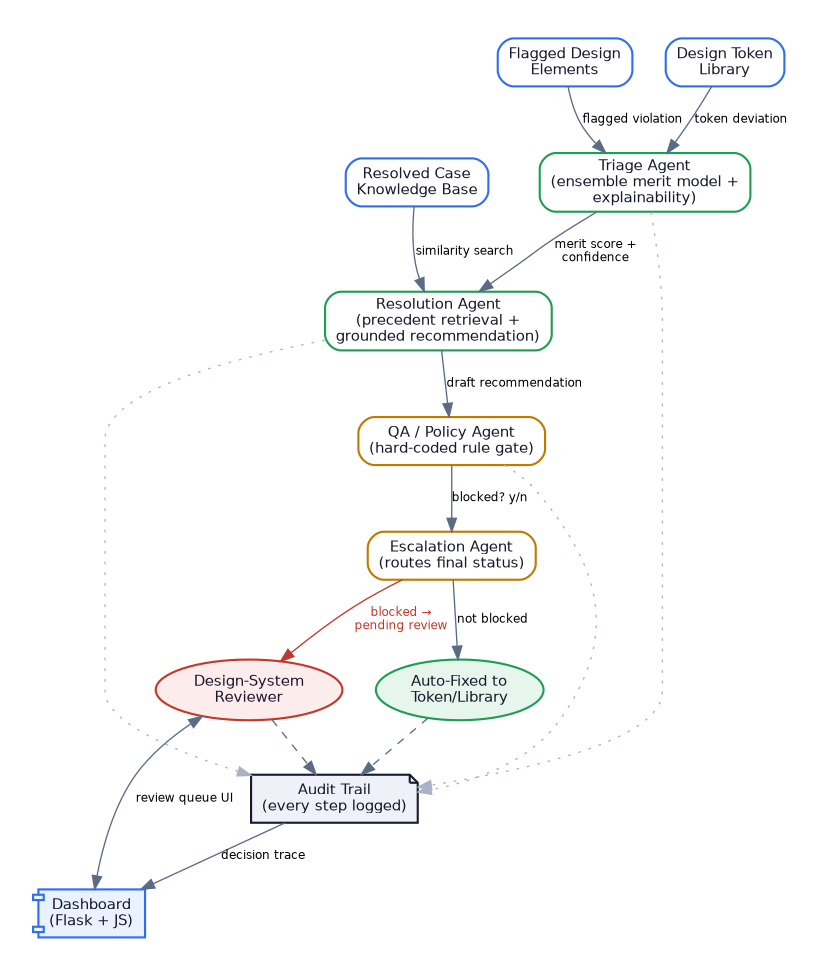 Flagged Design
Elements
Design Token
Library
flagged violation
token deviation
Resolved Case
Knowledge Base
Triage Agent
(ensemble merit model +
explainability)
similarity search
merit score +
confidence
Resolution Agent
(precedent retrieval +
grounded recommendation)
draft recommendation
QA / Policy Agent
(hard-coded rule gate)
blocked? y/n
Escalation Agent
(routes final status)
blocked →
pending review
not blocked
Design-System
Reviewer
Auto-Fixed to
Token/Library
Audit Trail
(every step logged)
review queue UI
decision trace
Dashboard
(Flask + JS)